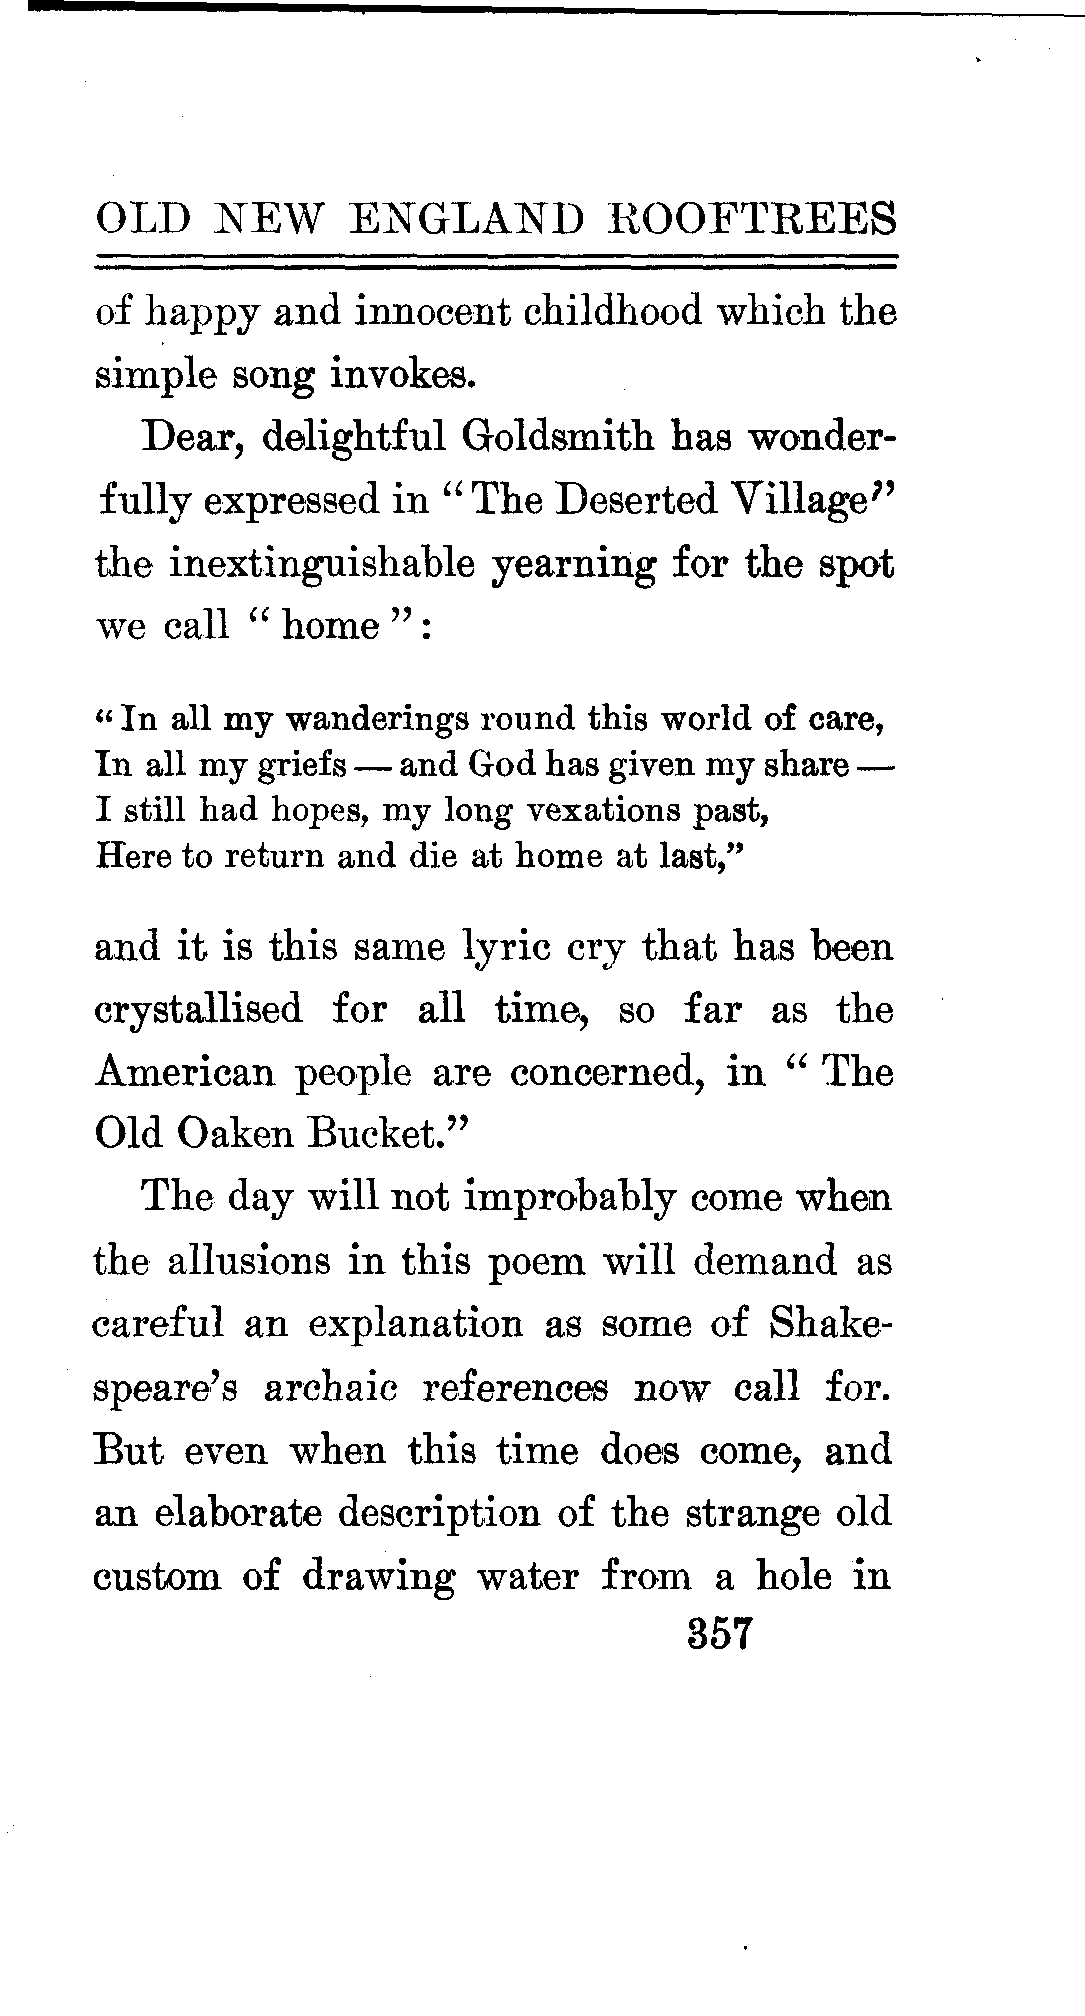 OLD NEW ENGLAND ROOFTREES
of happy and innocent childhood which the
simple song invokes.
Dear, delightful Goldsmith has wonder-
fully expressed in “ The Deserted Village”
the inextinguishable yearning for the spot
we call “ home ” :
“ In all my wanderings round this world of care,
In all my griefs — and God has given my share —
I still had hopes, my long vexations past,
Here to return and die at home at last,”
and it is this same lyric cry that has been
crystallised for all time, so far as the
American people are concerned, in “ The
Old Oaken Bucket.”
The day will not improbably come when
the allusions in this poem will demand as
careful an explanation as some of Shake-
speare’s archaic references now call for.
But even when this time does come, and
an elaborate description of the strange old
custom of drawing water from a hole in
357